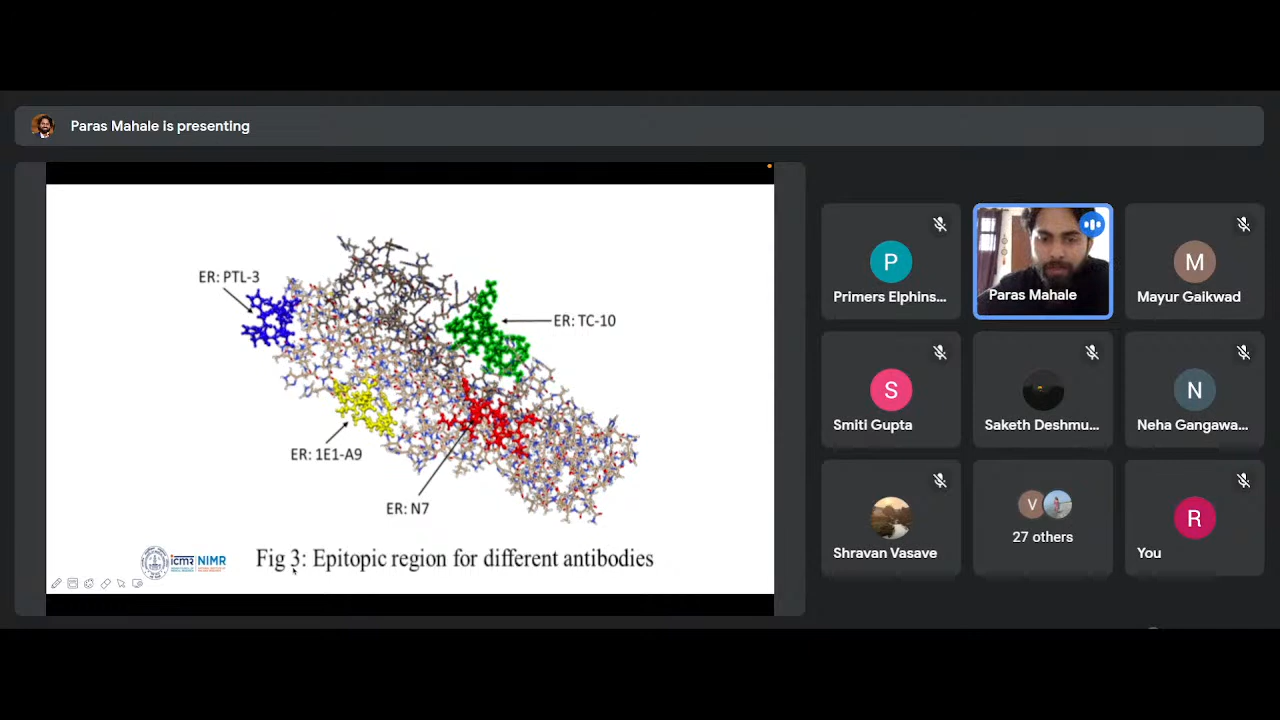 Paras Mahale is presenting
ER: PTL-3
ER: TC-10
ER: 1E1-A9
ER: N7
icmr NIMR
Fig 3: Epitopic region for different antibodies
P
Primers Elphins...
Paras Mahale
M
Mayur Gaikwad
S
Smiti Gupta
Saketh Deshmu...
N
Neha Gangawa...
Shravan Vasave
V
27 others
R
You